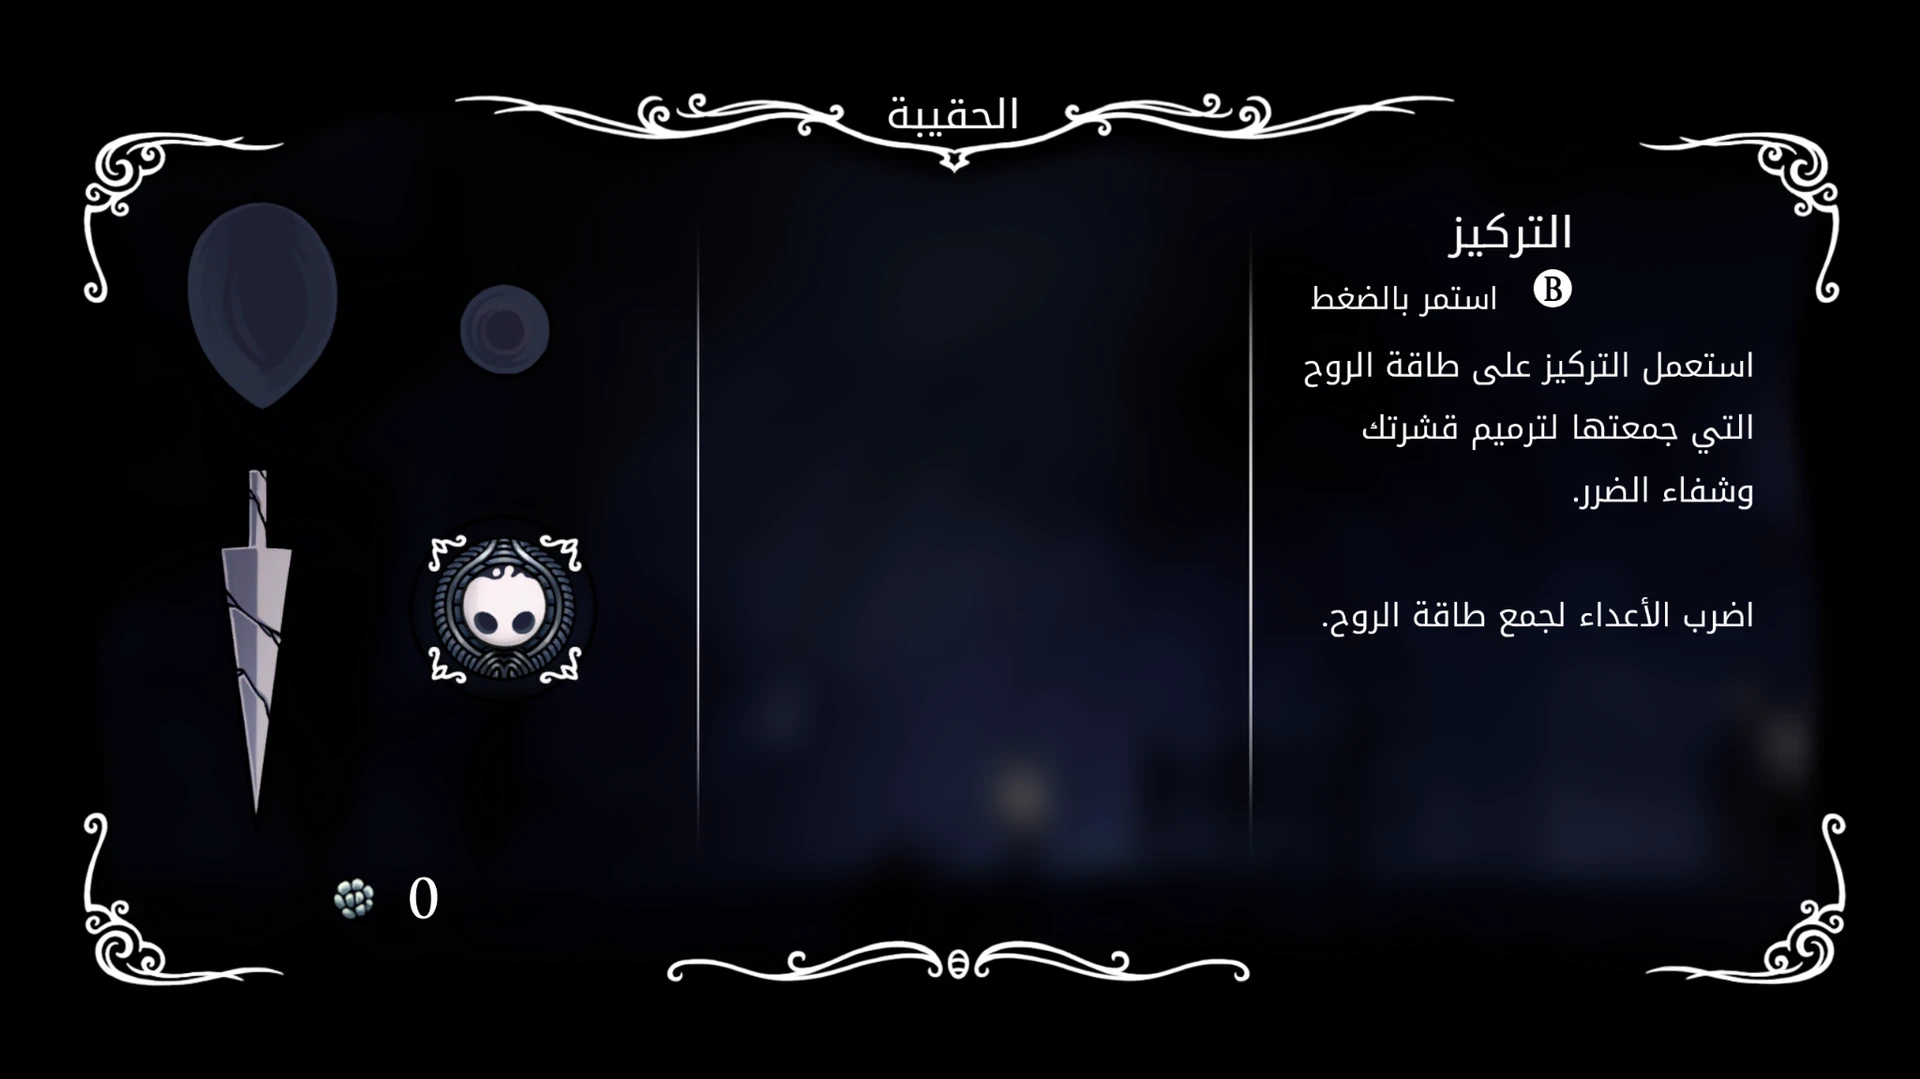 الحقيبة
التركيز
B استمر بالضغط
استعمل التركيز على طاقة الروح
التي جمعتها لترميم قشرتك
وشفاء الضرر.
اضرب الأعداء لجمع طاقة الروح.
0